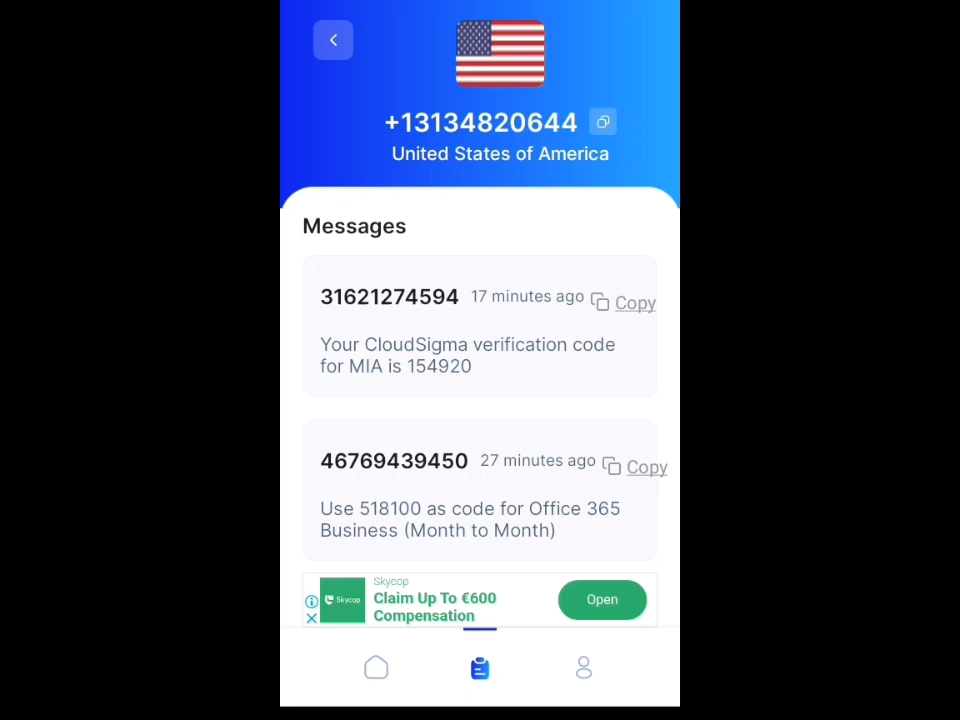 +13134820644
United States of America
Messages
31621274594 17 minutes ago Copy
Your CloudSigma verification code
for MIA is 154920
46769439450 27 minutes ago Copy
Use 518100 as code for Office 365
Business (Month to Month)
Skycop
Skycop
Claim Up To €600
Compensation
Open